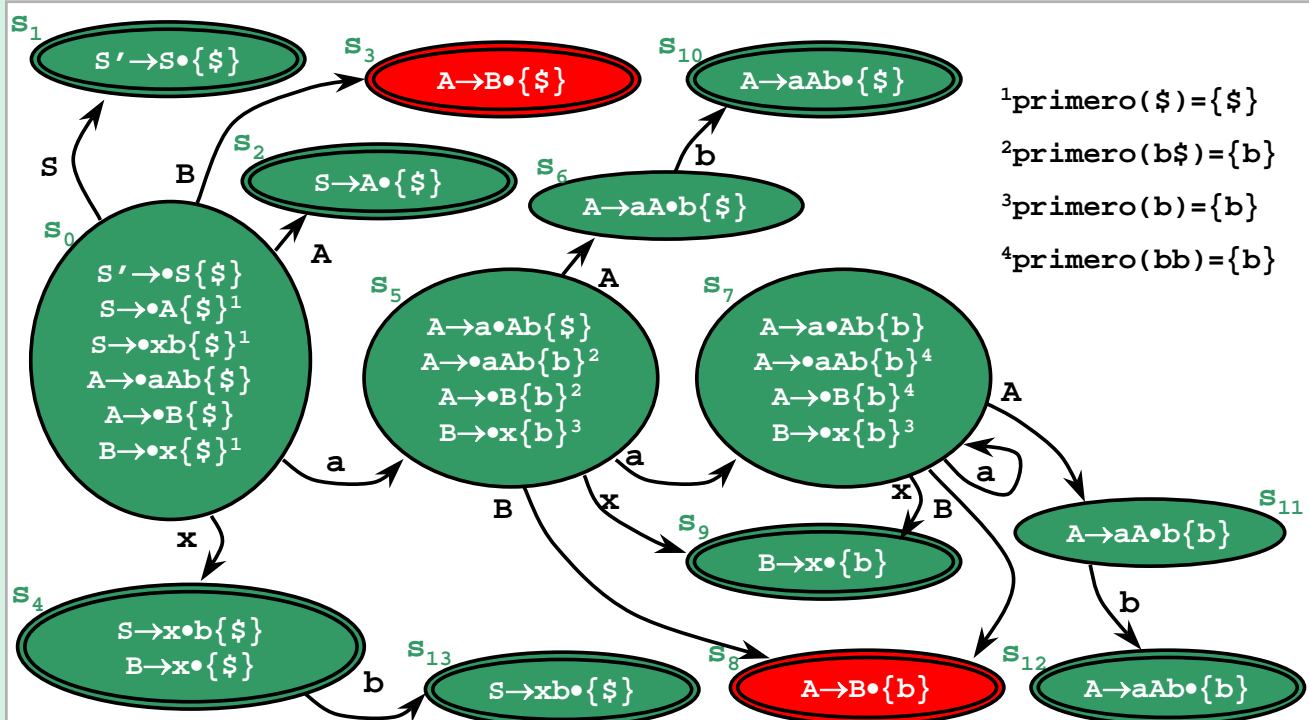 s1
S'→S•{$}
s3
A→B•{$}
s10
A→aAb•{$}
¹primero($)={$}
²primero(b$)={b}
³primero(b)={b}
⁴primero(bb)={b}
S
B
s2
S→A•{$}
A
b
s6
A→aA•b{$}
A
s0
S'→•S{$}
S→•A{$}¹
S→•xb{$}¹
A→•aAb{$}
A→•B{$}
B→•x{$}¹
a
x
s5
A→a•Ab{$}
A→•aAb{b}²
A→•B{b}²
B→•x{b}³
a
x
B
s7
A→a•Ab{b}
A→•aAb{b}⁴
A→•B{b}⁴
B→•x{b}³
A
a
x
B
s9
B→x•{b}
s11
A→aA•b{b}
b
s4
S→x•b{$}
B→x•{$}
b
s13
S→xb•{$}
s8
A→B•{b}
s12
A→aAb•{b}